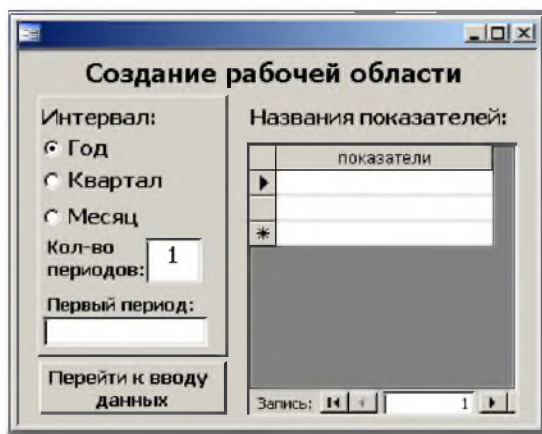 Создание рабочей области
Интервал:
Год
Квартал
Месяц
Кол-во
периодов:
1
Первый период:
Перейти к вводу
данных
Названия показателей:
показатели
Запись:
1